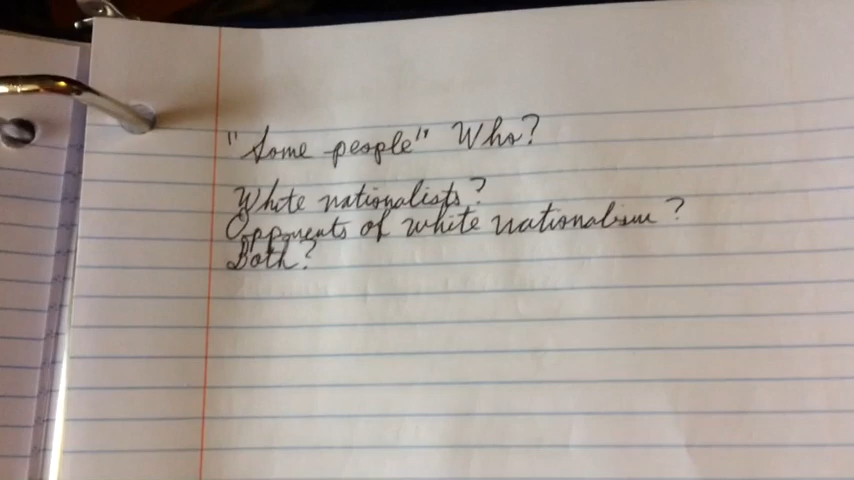 "Some people" Who?
White nationalists?
Opponents of white nationalism?
Both?